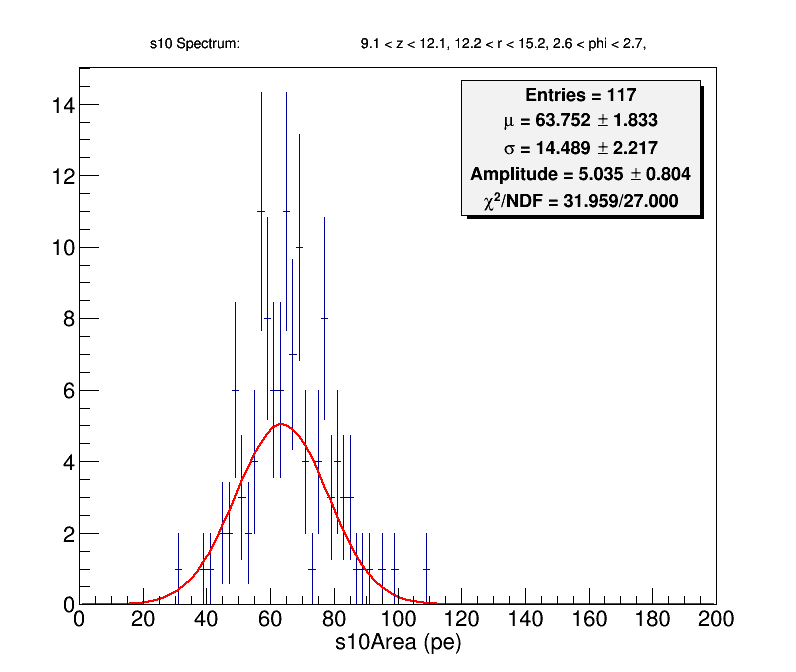 s10 Spectrum: 9.1 < z < 12.1, 12.2 < r < 15.2, 2.6 < phi < 2.7,
Entries = 117
μ = 63.752 ± 1.833
σ = 14.489 ± 2.217
Amplitude = 5.035 ± 0.804
χ²/NDF = 31.959/27.000
14
12
10
8
6
4
2
0
0 20 40 60 80 100 120 140 160 180 200
s10Area (pe)